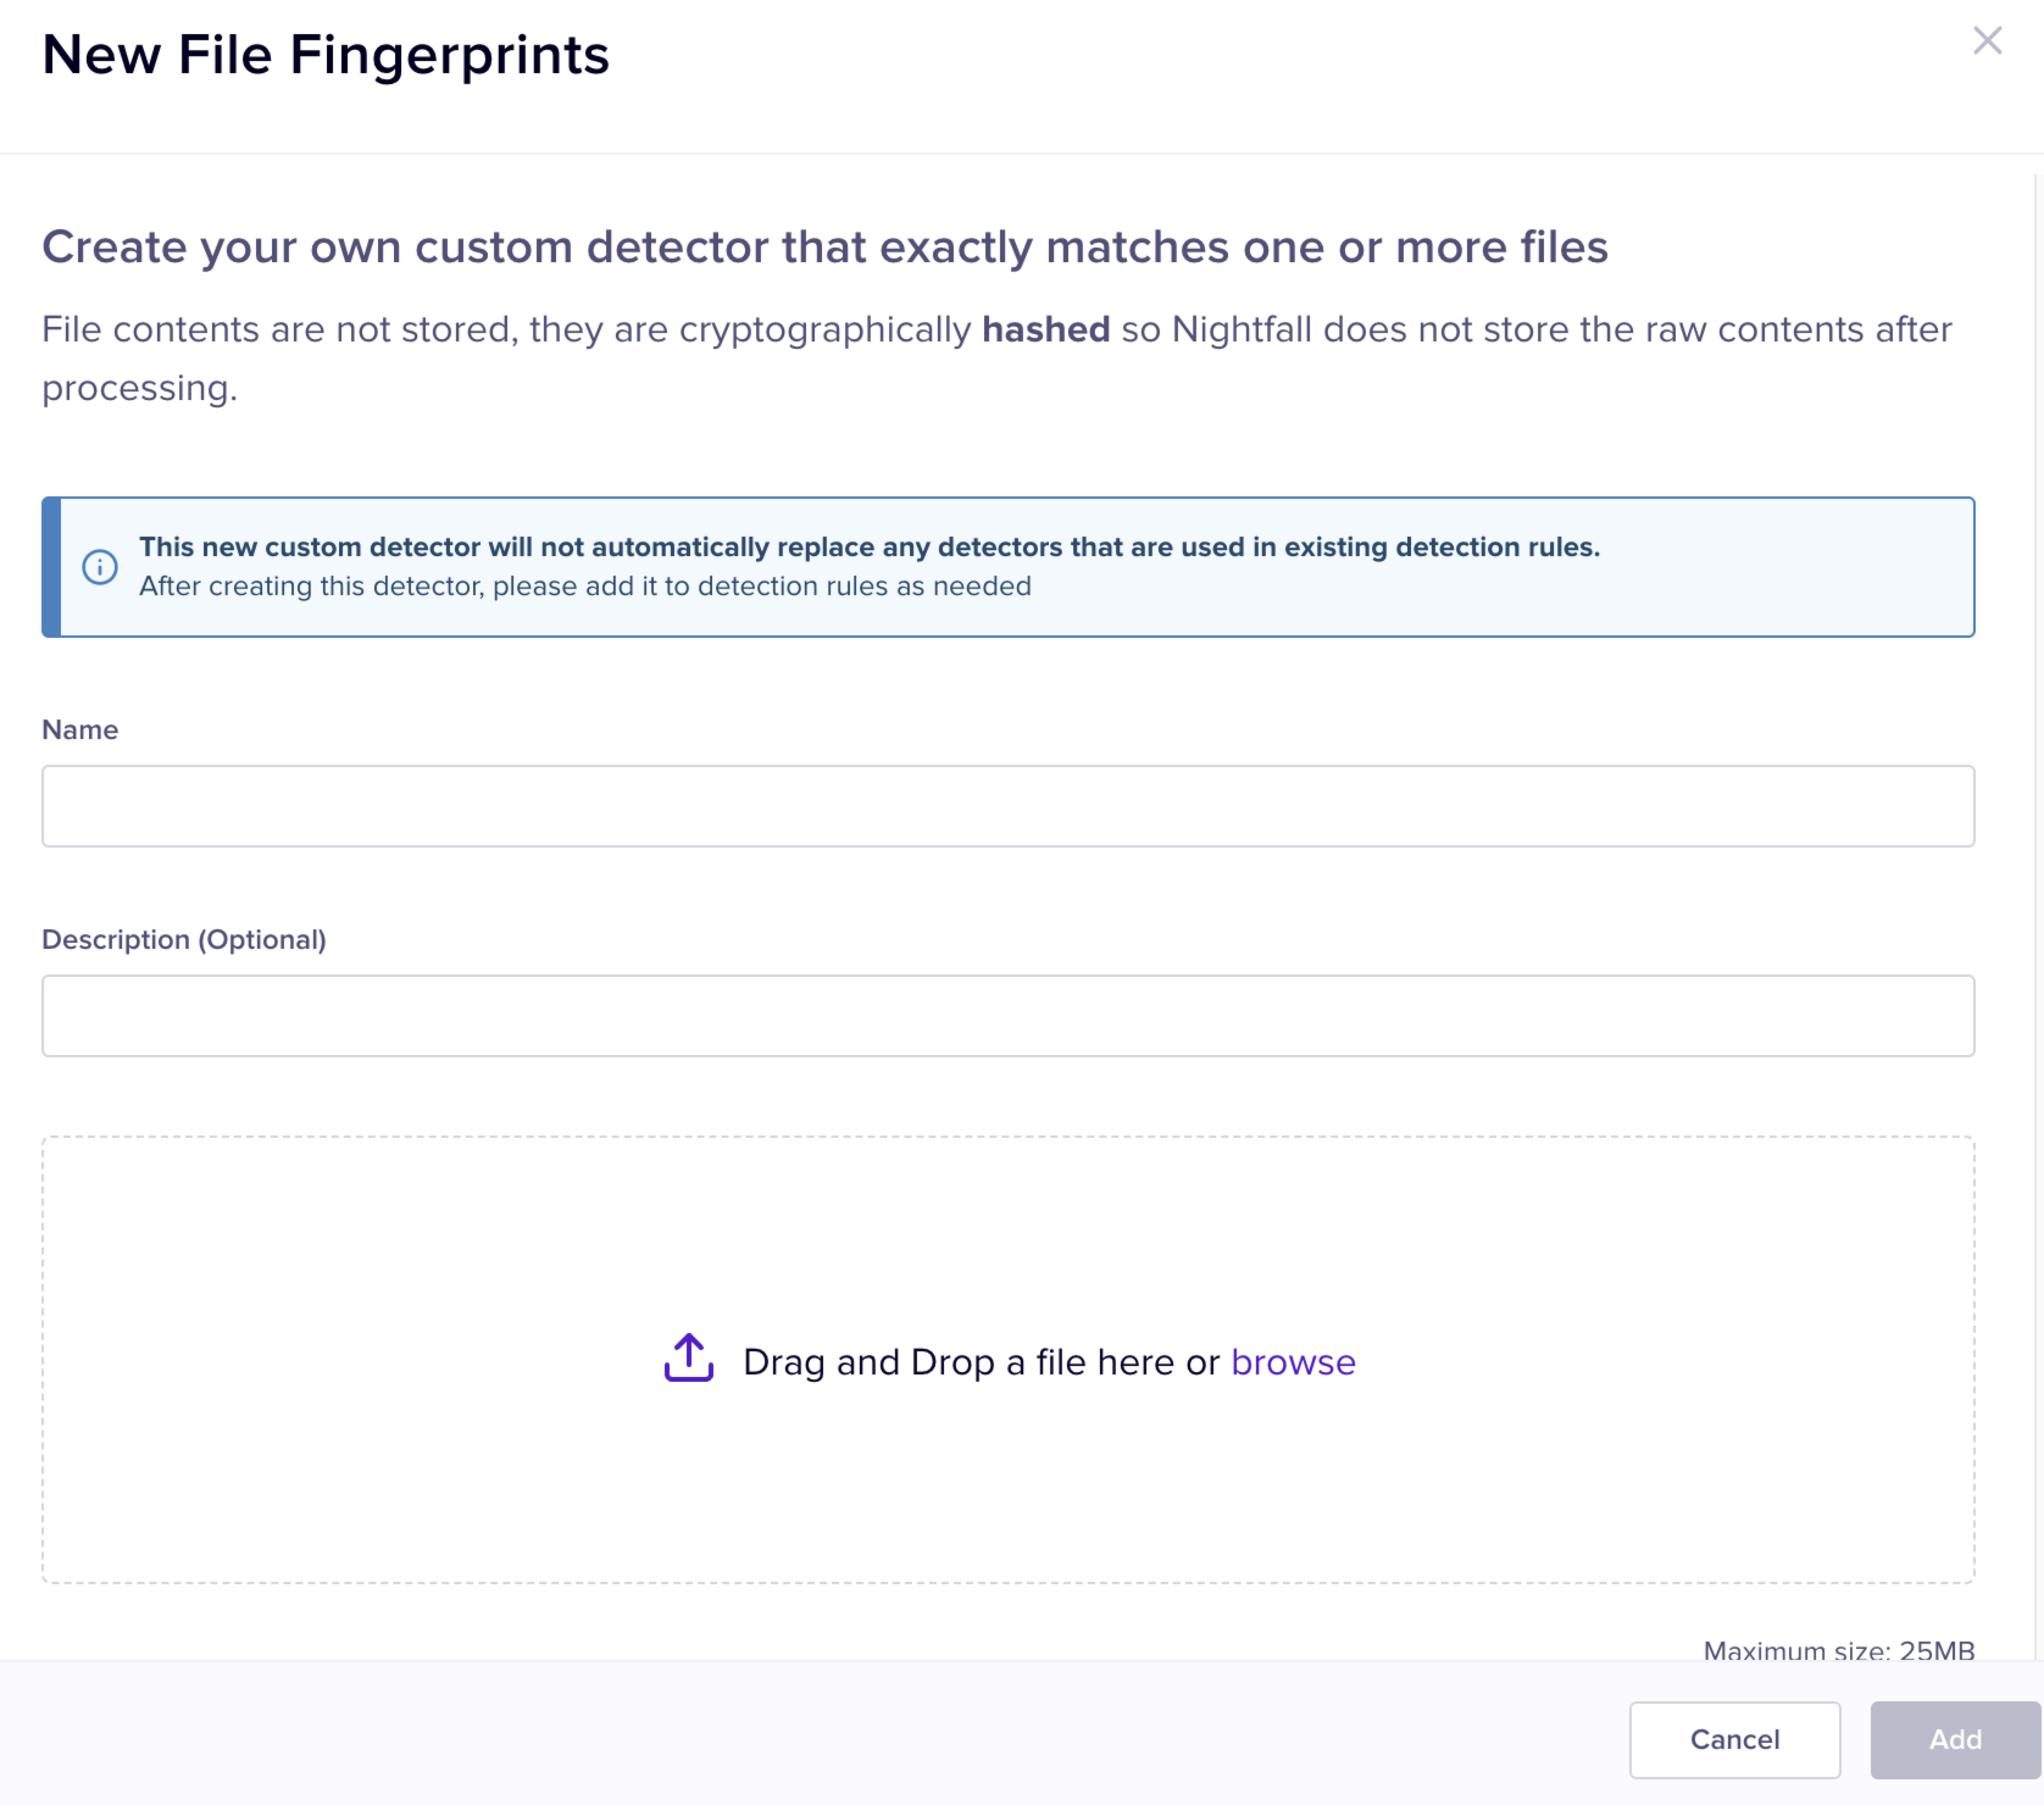 New File Fingerprints
Create your own custom detector that exactly matches one or more files
File contents are not stored, they are cryptographically hashed so Nightfall does not store the raw contents after
processing.
This new custom detector will not automatically replace any detectors that are used in existing detection rules.
After creating this detector, please add it to detection rules as needed
Name
Description (Optional)
Drag and Drop a file here or browse
Maximum size: 25MB
Cancel
Add